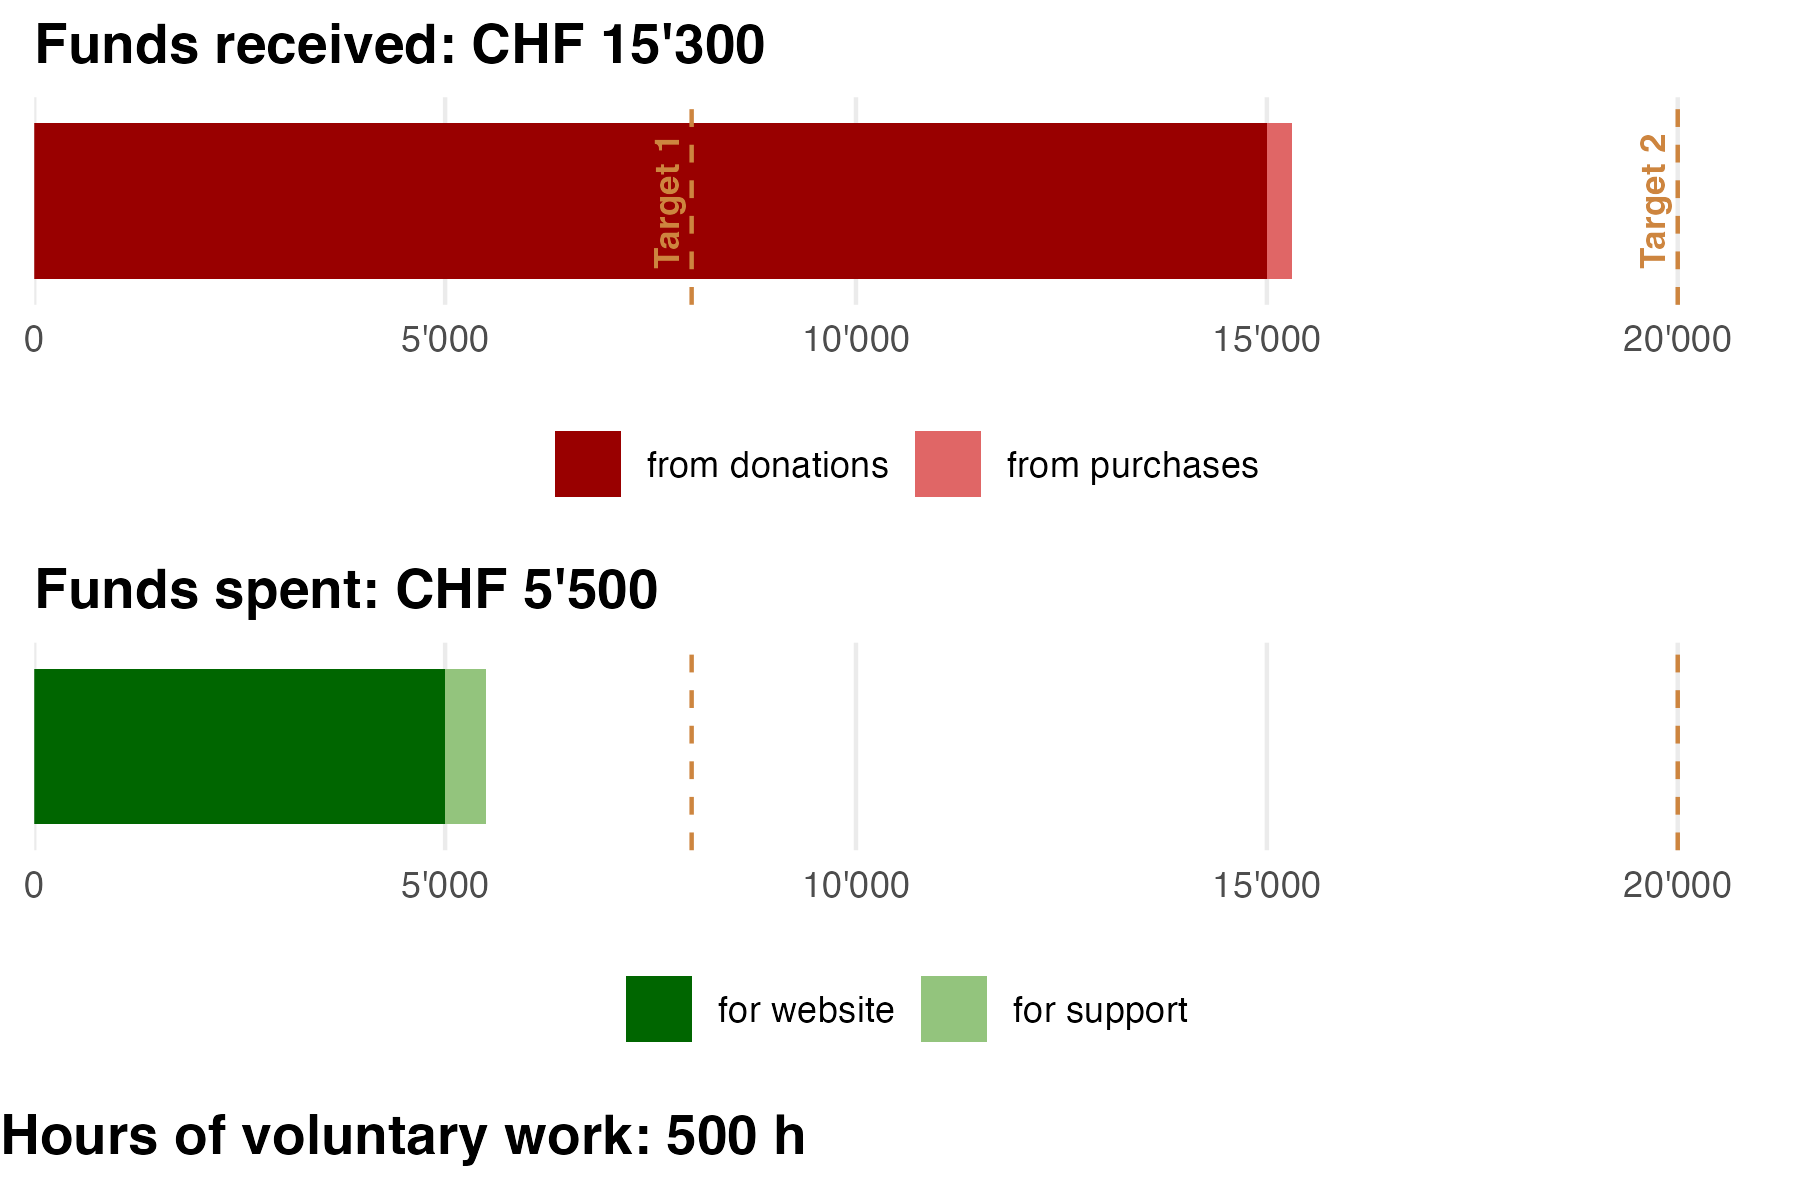 Funds received: CHF 15'300
Target 1
Target 2
0 5'000 10'000 15'000 20'000
from donations from purchases
Funds spent: CHF 5'500
0 5'000 10'000 15'000 20'000
for website for support
Hours of voluntary work: 500 h